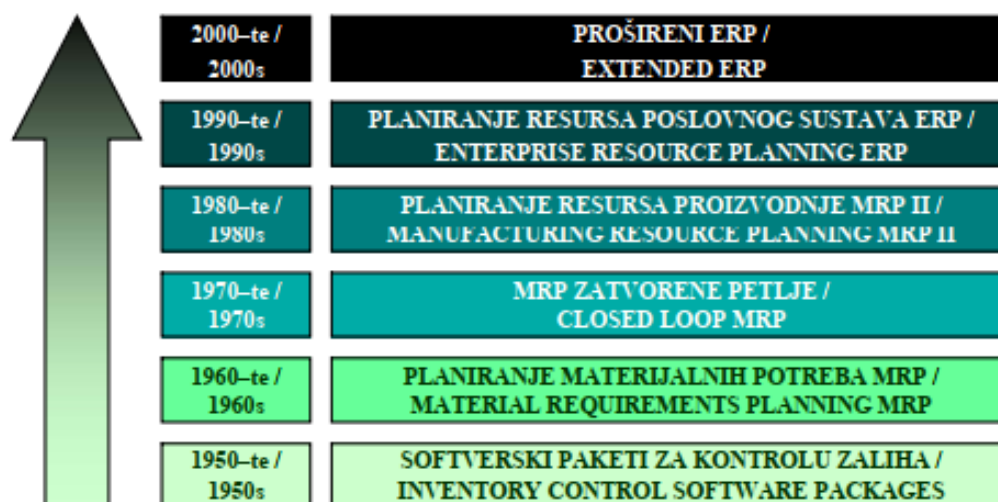 2000–te /
2000s
PROŠIRENI ERP /
EXTENDED ERP
1990–te /
1990s
PLANIRANJE RESURSA POSLOVNOG SUSTAVA ERP /
ENTERPRISE RESOURCE PLANNING ERP
1980–te /
1980s
PLANIRANJE RESURSA PROIZVODNJE MRP II /
MANUFACTURING RESOURCE PLANNING MRP II
1970–te /
1970s
MRP ZATVORENE PETLJE /
CLOSED LOOP MRP
1960–te /
1960s
PLANIRANJE MATERIJALNIH POTREBA MRP /
MATERIAL REQUIREMENTS PLANNING MRP
1950–te /
1950s
SOFTVERSKI PAKETI ZA KONTROLU ZALIHA /
INVENTORY CONTROL SOFTWARE PACKAGES